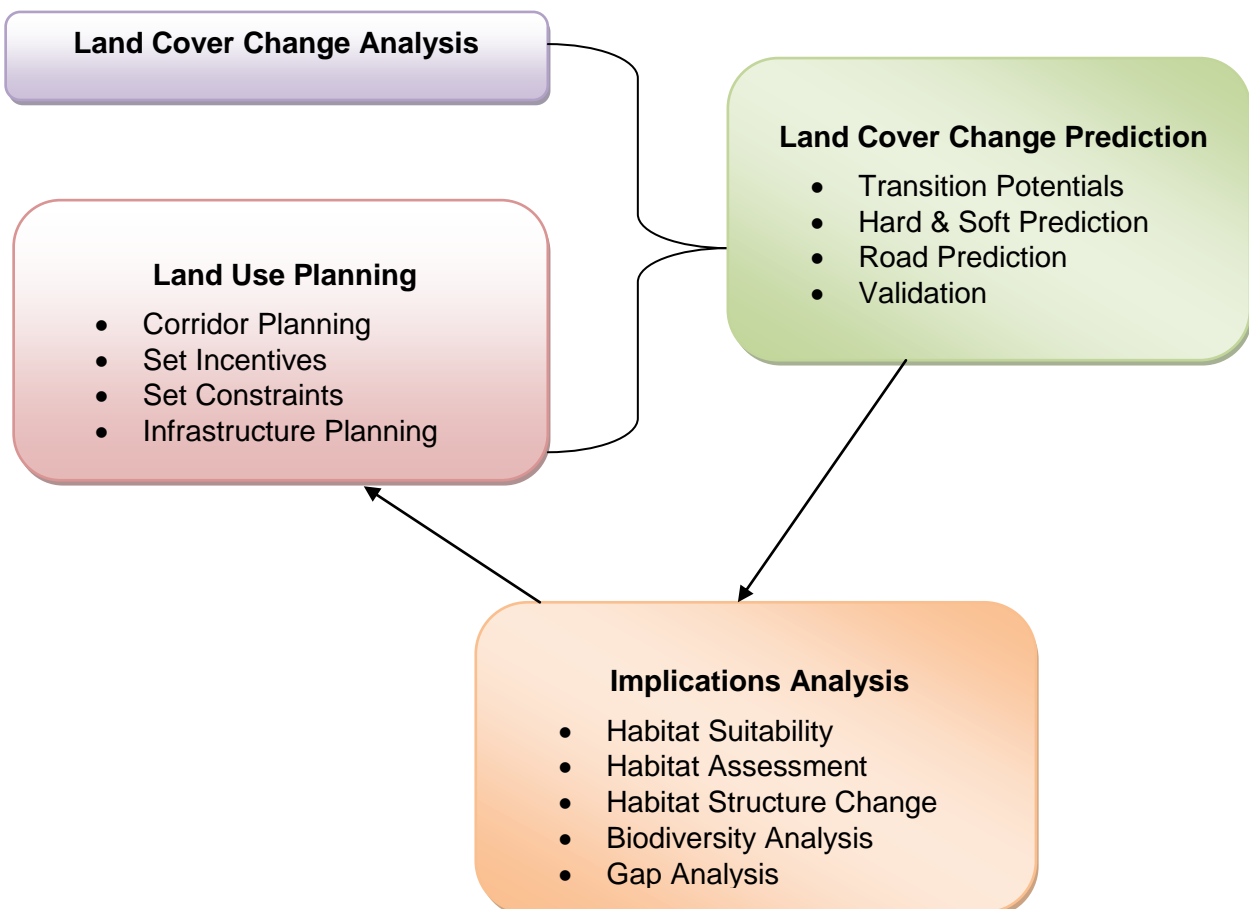 Land Cover Change Analysis
Land Cover Change Prediction
• Transition Potentials
• Hard & Soft Prediction
• Road Prediction
• Validation
Land Use Planning
• Corridor Planning
• Set Incentives
• Set Constraints
• Infrastructure Planning
Implications Analysis
• Habitat Suitability
• Habitat Assessment
• Habitat Structure Change
• Biodiversity Analysis
• Gap Analysis